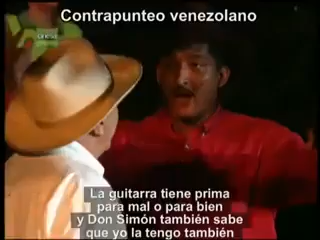 Contrapunteo venezolano
La guitarra tiene prima
para mal o para bien
y Don Simón también sabe
que yo la tengo también